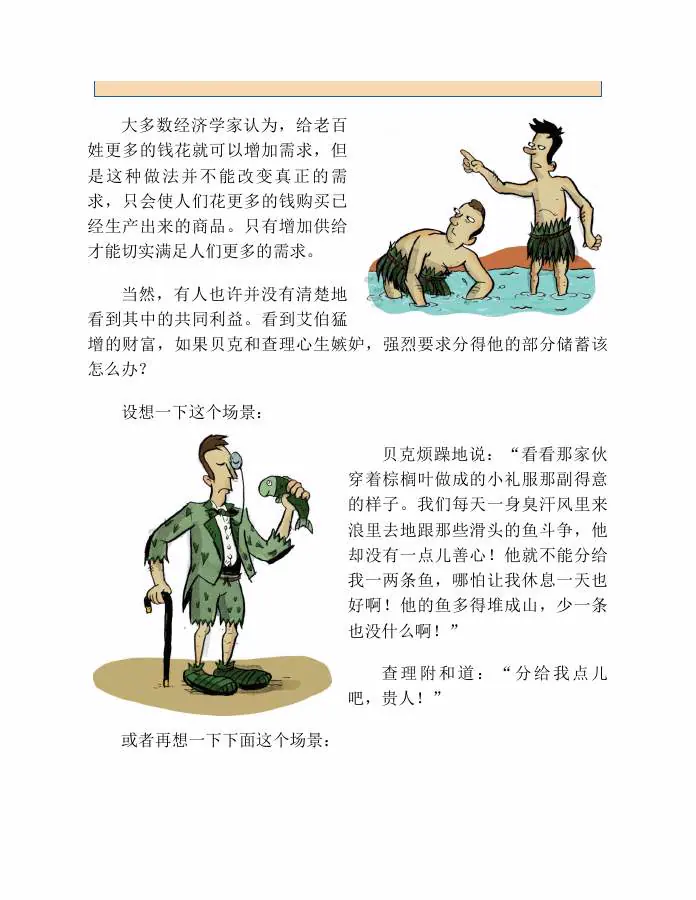 大多数经济学家认为，给老百
姓更多的钱花就可以增加需求，但
是这种做法并不能改变真正的需
求，只会使人们花更多的钱购买已
经生产出来的商品。只有增加供给
才能切实满足人们更多的需求。
当然，有人也许并没有清楚地
看到其中的共同利益。看到艾伯猛
增的财富，如果贝克和查理心生嫉妒，强烈要求分得他的部分储蓄该
怎么办？
设想一下这个场景：
贝克烦躁地说：“看看那家伙
穿着棕榈叶做成的小礼服那副得意
的样子。我们每天一身臭汗风里来
浪里去地跟那些滑头的鱼斗争，他
却没有一点儿善心！他就不能分给
我一两条鱼，哪怕让我休息一天也
好啊！他的鱼多得堆成山，少一条
也没什么啊！”
查理附和道：“分给我点儿
吧，贵人！”
或者再想一下下面这个场景：